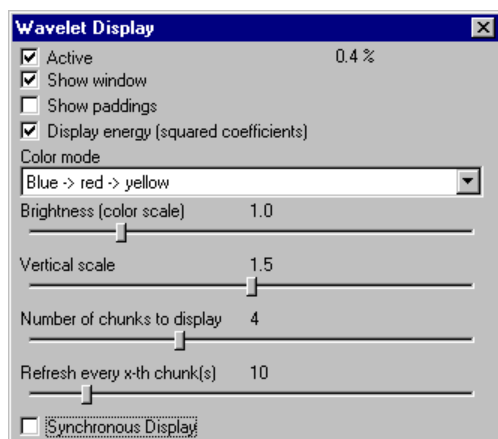 Wavelet Display
Active 0.4 %
Show window
Show paddings
Display energy (squared coefficients)
Color mode
Blue -> red -> yellow
Brightness (color scale) 1.0
Vertical scale 1.5
Number of chunks to display 4
Refresh every x-th chunk(s) 10
Synchronous Display